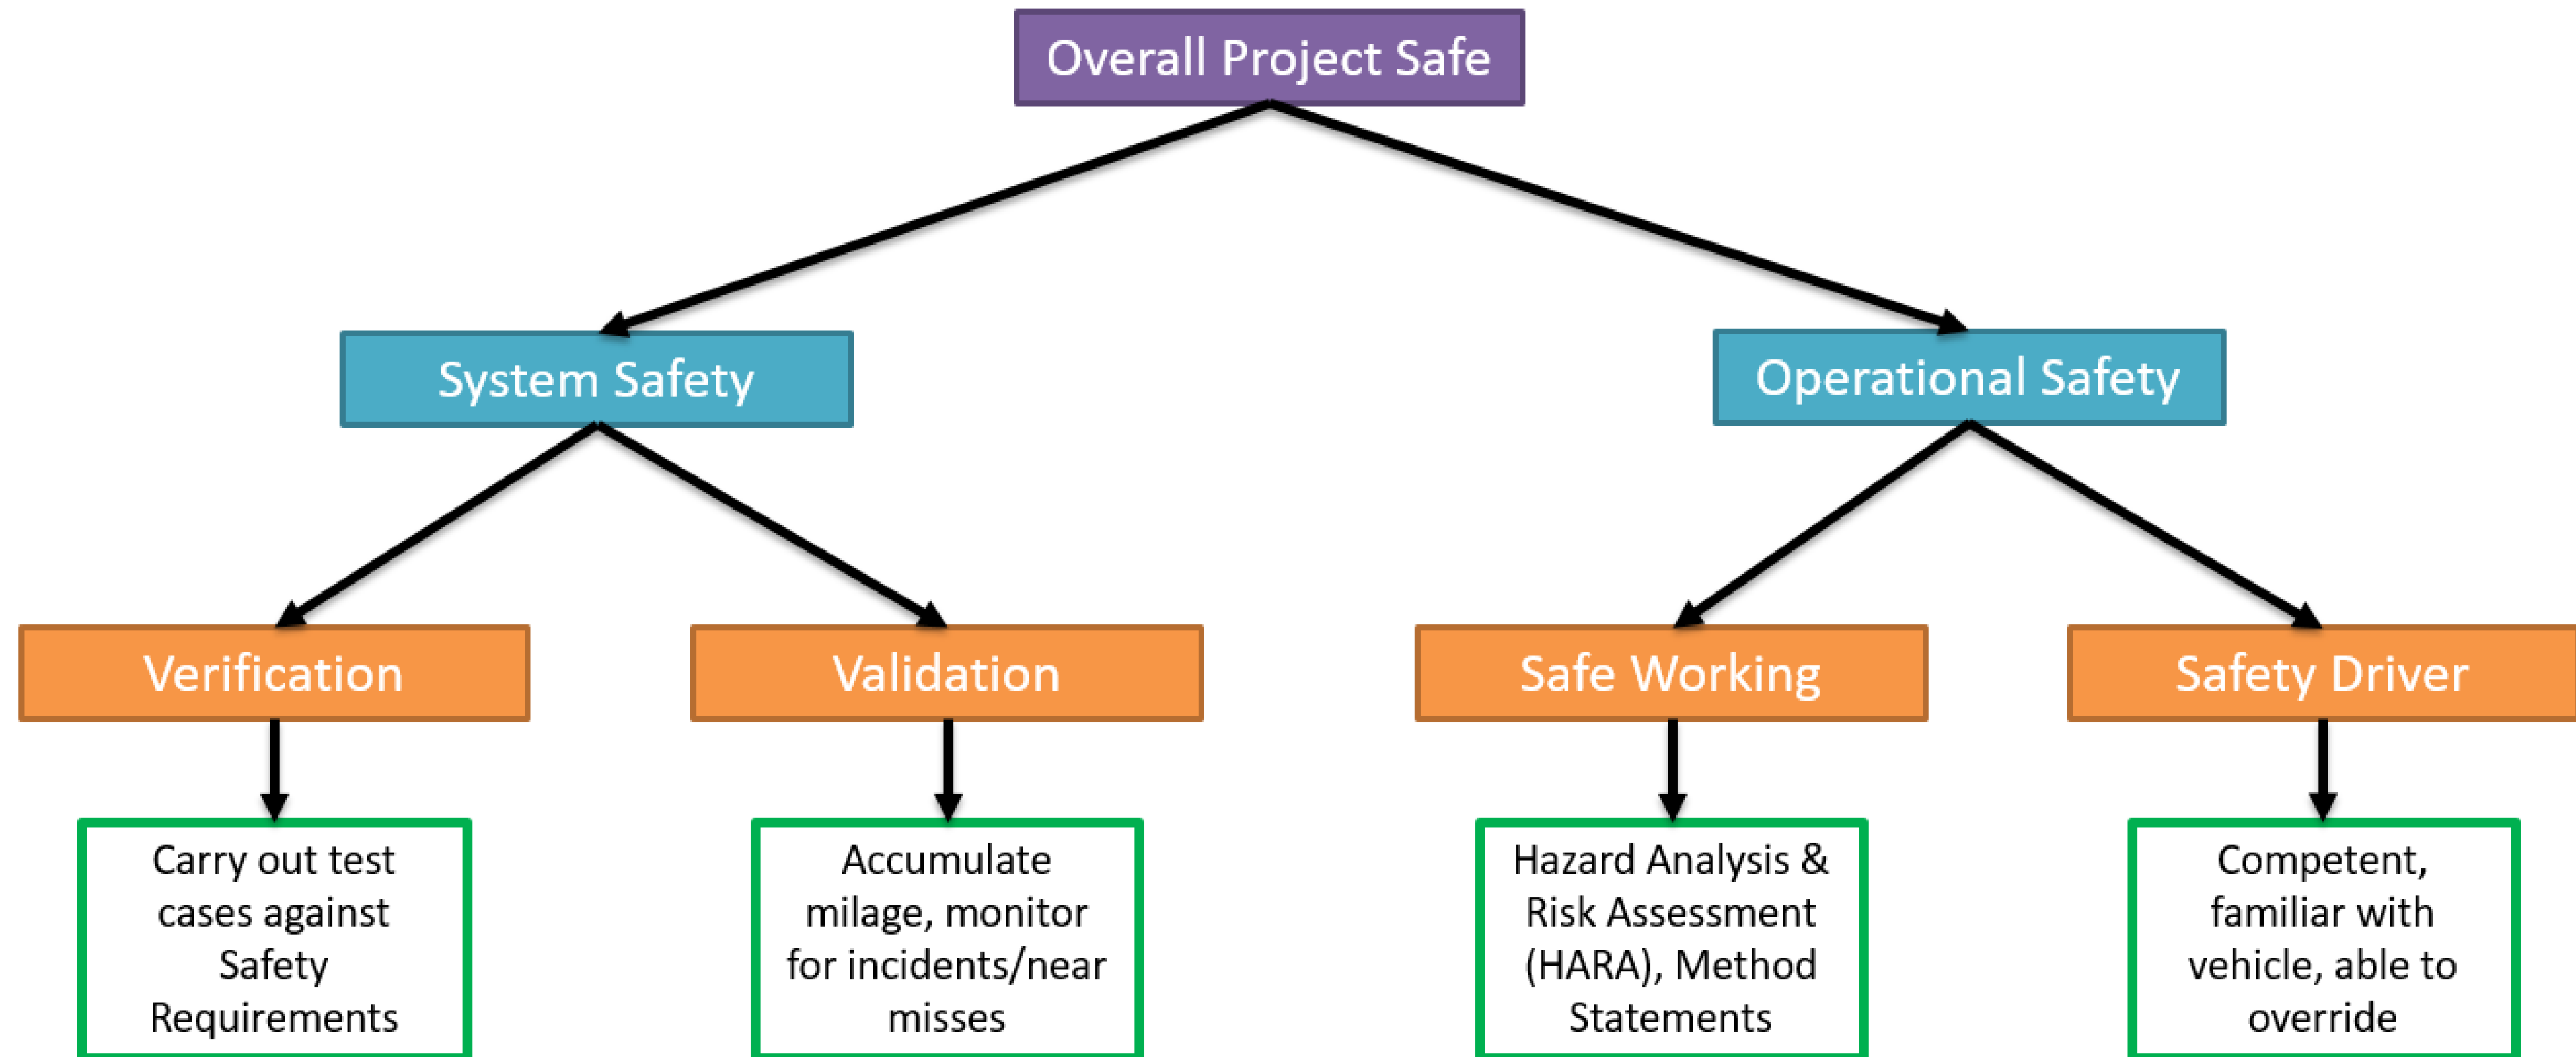 Overall Project Safe
System Safety
Operational Safety
Verification
Validation
Safe Working
Safety Driver
Carry out test
cases against
Safety
Requirements
Accumulate
milage, monitor
for incidents/near
misses
Hazard Analysis &
Risk Assessment
(HARA), Method
Statements
Competent,
familiar with
vehicle, able to
override